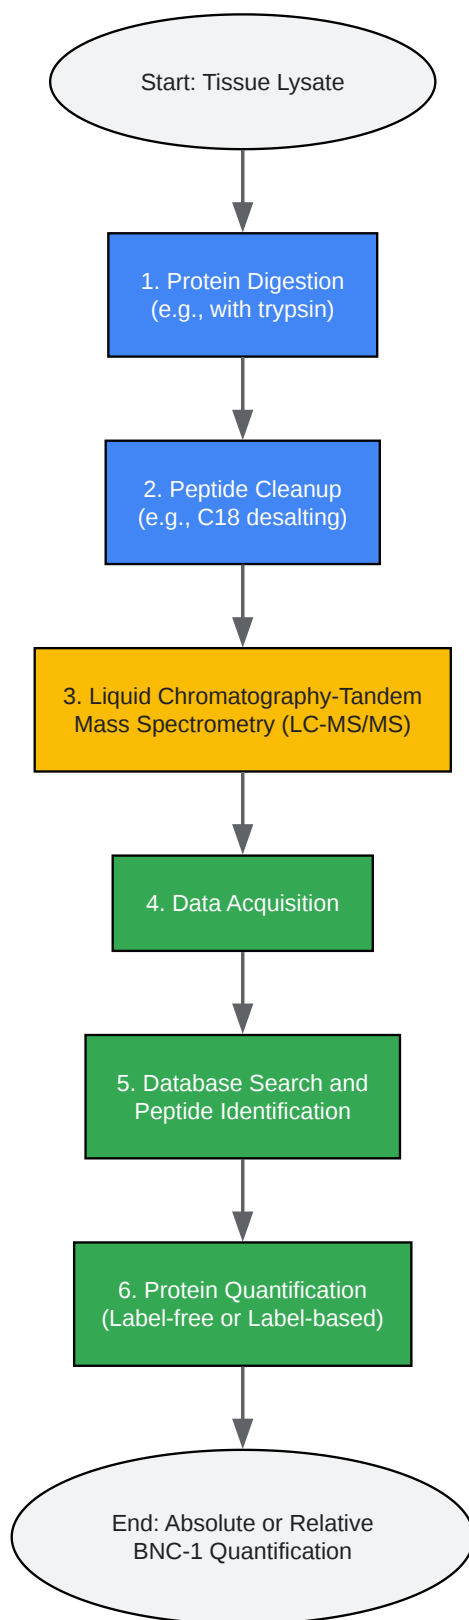 Start: Tissue Lysate
1. Protein Digestion
(e.g., with trypsin)
2. Peptide Cleanup
(e.g., C18 desalting)
3. Liquid Chromatography-Tandem
Mass Spectrometry (LC-MS/MS)
4. Data Acquisition
5. Database Search and
Peptide Identification
6. Protein Quantification
(Label-free or Label-based)
End: Absolute or Relative
BNC-1 Quantification